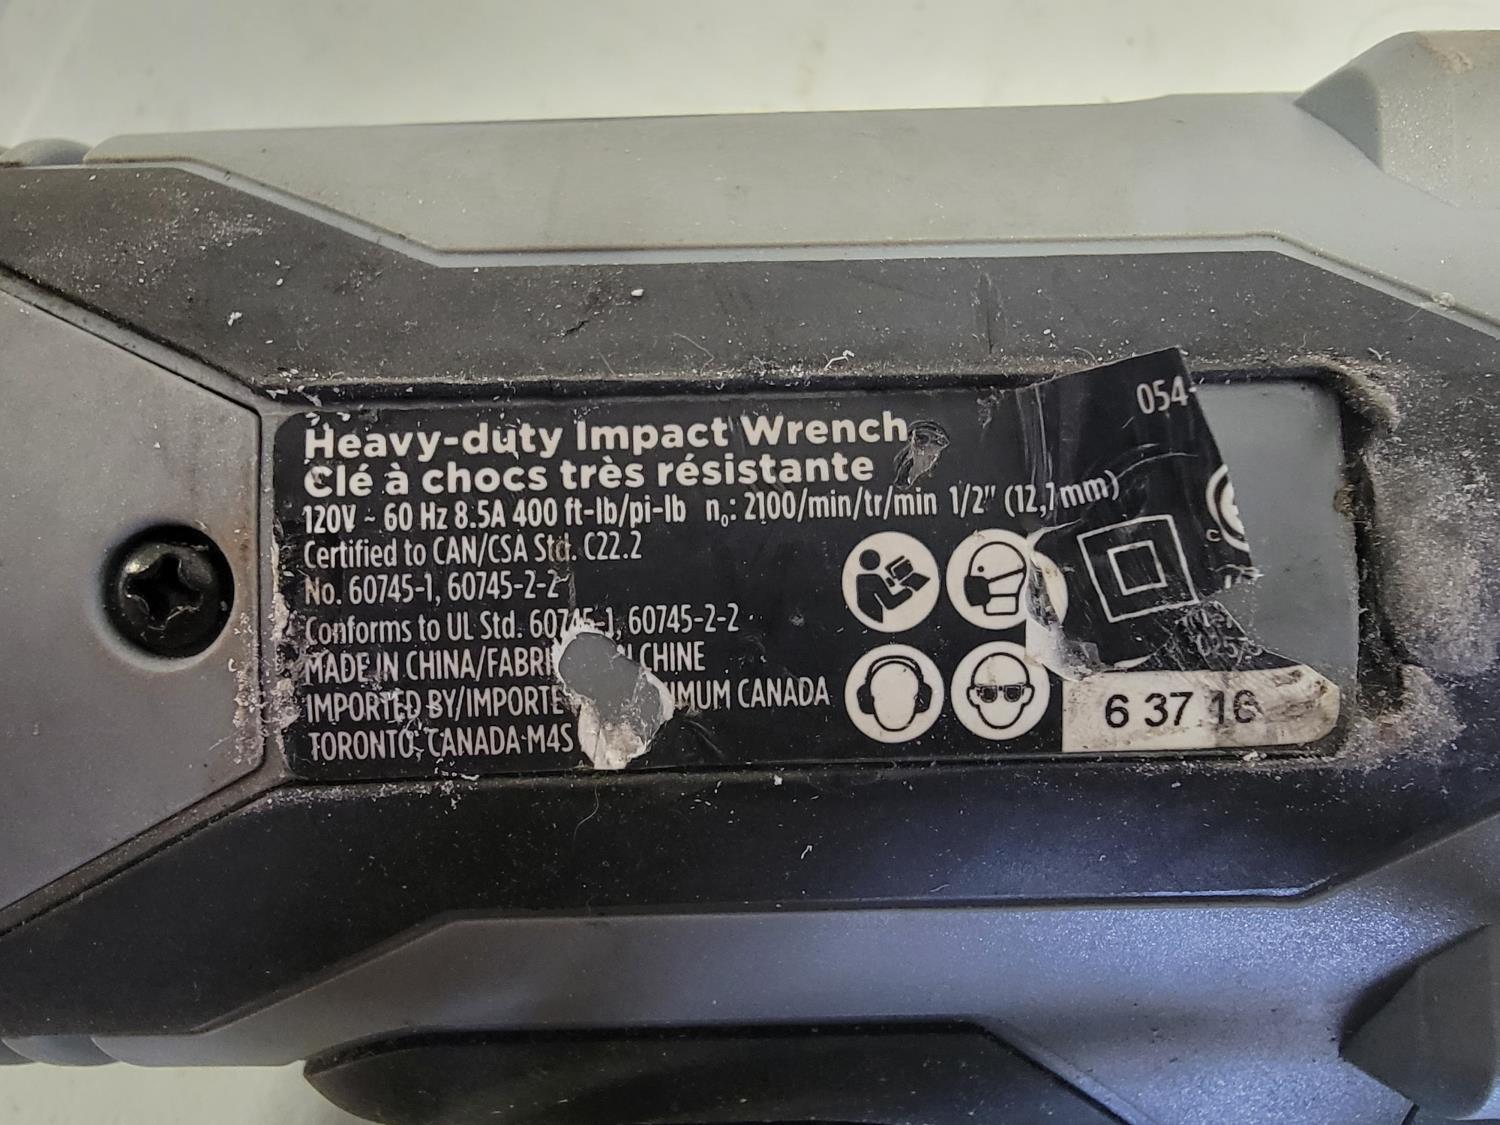 Heavy-duty Impact Wrench
Clé à chocs très résistante
054-
120V ~ 60 Hz 8.5A 400 ft-lb/pi-lb n₀: 2100/min/tr/min 1/2" (12,7mm)
Certified to CAN/CSA Std. C22.2
No. 60745-1, 60745-2-2
Conforms to UL Std. 60745-1, 60745-2-2
MADE IN CHINA/FABRI CHINE
IMPORTED BY/IMPORTE MUM CANADA
TORONTO, CANADA M4S
6 37 16